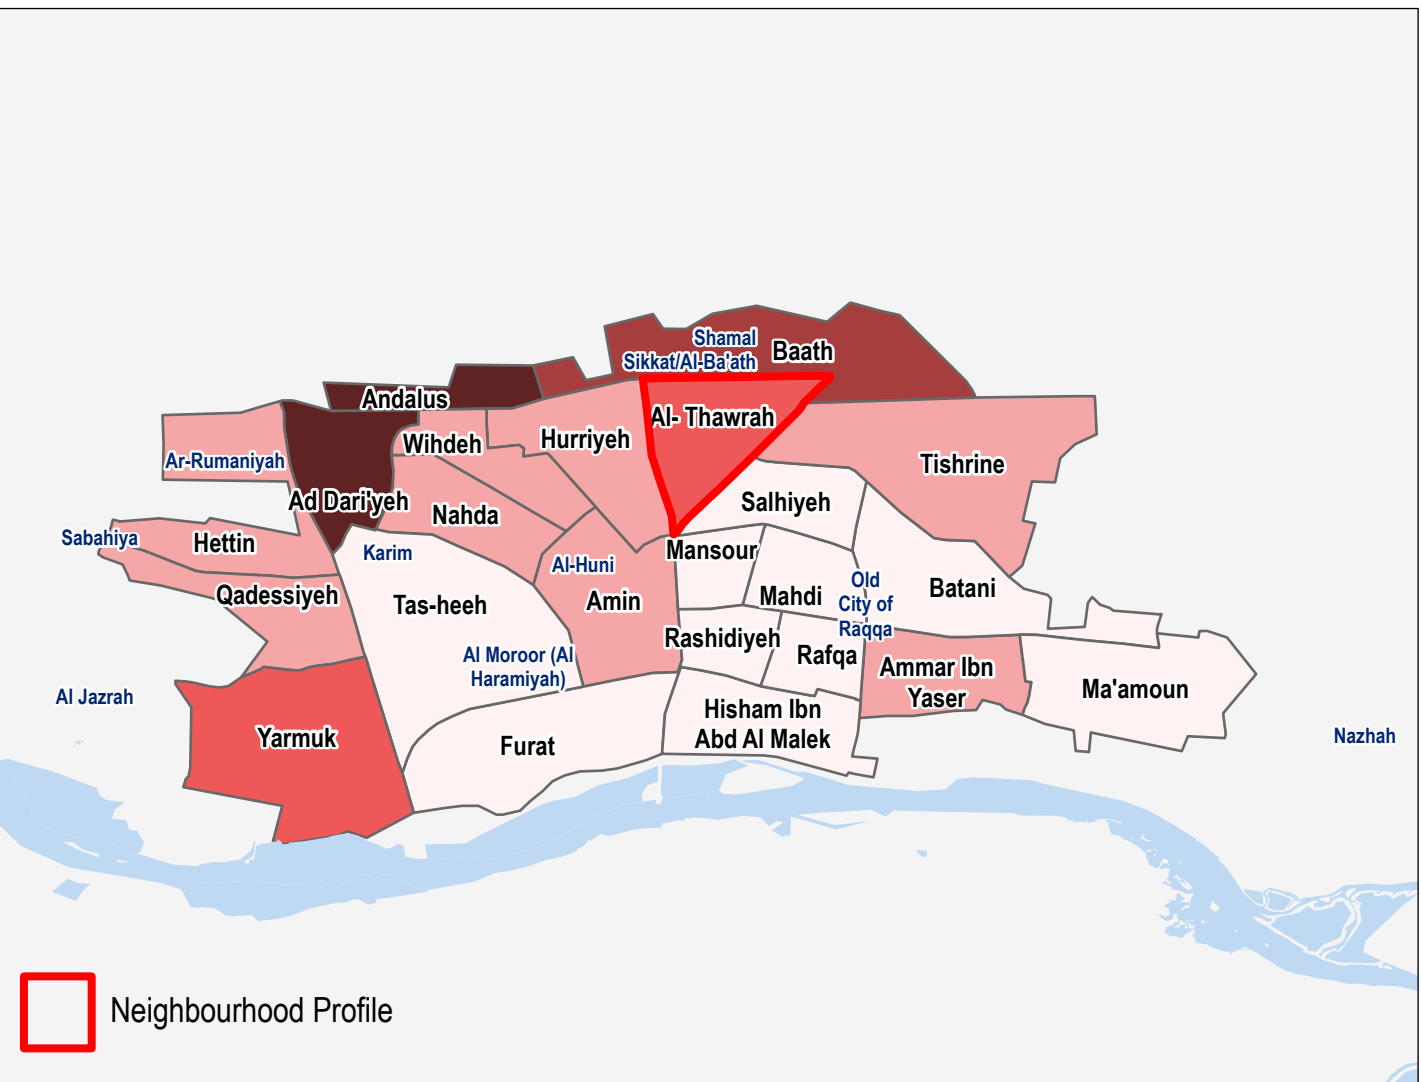 Shamal
Sikkat/Al-Ba'ath
Baath
Andalus
Al- Thawrah
Wihdeh
Hurriyeh
Ar-Rumaniyah
Tishrine
Ad Dari'yeh
Nahda
Salhiyeh
Sabahiya
Hettin
Karim
Mansour
Al-Huni
Qadessiyeh
Tas-heeh
Amin
Mahdi
Old
City of
Raqqa
Batani
Rashidiyeh
Rafqa
Al Moroor (Al
Haramiyah)
Ammar Ibn
Yaser
Ma'amoun
Al Jazrah
Hisham Ibn
Abd Al Malek
Yarmuk
Furat
Nazhah
Neighbourhood Profile